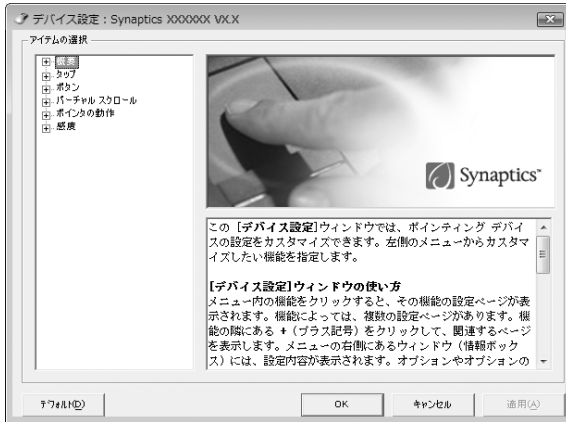 デバイス設定：Synaptics XXXXXX VX.X
アイテムの選択
概要
タップ
ボタン
バーチャル スクロール
ポインタの動作
感度
Synaptics™
この [デバイス設定]ウィンドウでは、ポインティング デバイ
スの設定をカスタマイズできます。左側のメニューからカスタマ
イズしたい機能を指定します。
[デバイス設定]ウィンドウの使い方
メニュー内の機能をクリックすると、その機能の設定ページが表
示されます。機能によっては、複数の設定ページがあります。機
能の隣にある + (プラス記号) をクリックして、関連するページ
を表示します。メニューの右側にあるウィンドウ (情報ボック
ス) には、設定内容が表示されます。オプションやオプションの
デフォルト(D)
OK
キャンセル
適用(A)